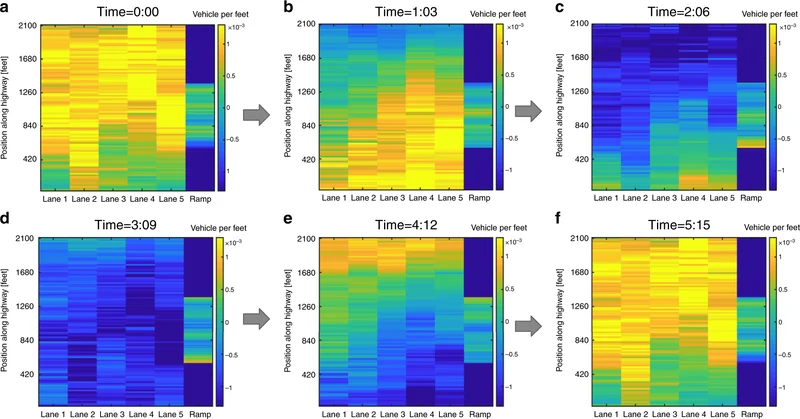 a
Time=0:00
Vehicle per feet
×10⁻³
Position along highway [feet]
2100
1680
1260
840
420
Lane 1 Lane 2 Lane 3 Lane 4 Lane 5 Ramp
1
0.5
0
−0.5
−1
b
Time=1:03
Vehicle per feet
×10⁻³
Position along highway [feet]
2100
1680
1260
840
420
Lane 1 Lane 2 Lane 3 Lane 4 Lane 5 Ramp
1
0.5
0
−0.5
−1
c
Time=2:06
Vehicle per feet
×10⁻³
Position along highway [feet]
2100
1680
1260
840
420
Lane 1 Lane 2 Lane 3 Lane 4 Lane 5 Ramp
1
0.5
0
−0.5
−1
d
Time=3:09
Vehicle per feet
×10⁻³
Position along highway [feet]
2100
1680
1260
840
420
Lane 1 Lane 2 Lane 3 Lane 4 Lane 5 Ramp
1
0.5
0
−0.5
−1
e
Time=4:12
Vehicle per feet
×10⁻³
Position along highway [feet]
2100
1680
1260
840
420
Lane 1 Lane 2 Lane 3 Lane 4 Lane 5 Ramp
1
0.5
0
−0.5
−1
f
Time=5:15
Vehicle per feet
×10⁻³
Position along highway [feet]
2100
1680
1260
840
420
Lane 1 Lane 2 Lane 3 Lane 4 Lane 5 Ramp
1
0.5
0
−0.5
−1